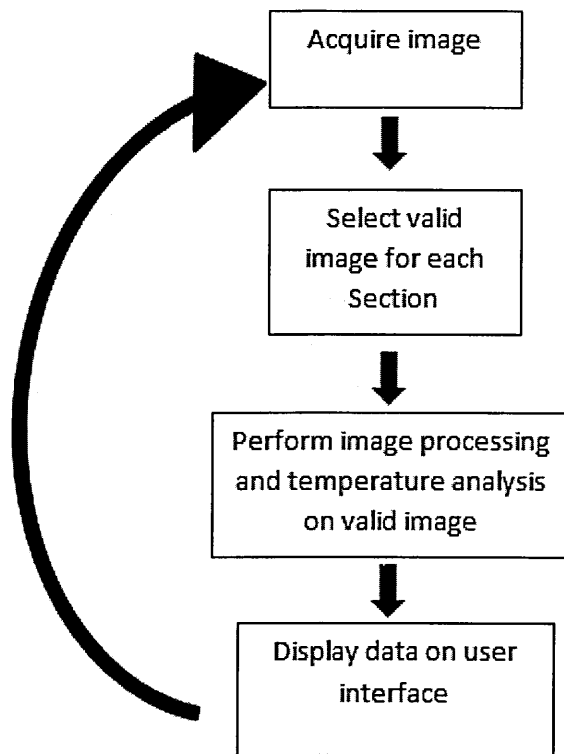 Acquire image
Select valid
image for each
Section
Perform image processing
and temperature analysis
on valid image
Display data on user
interface